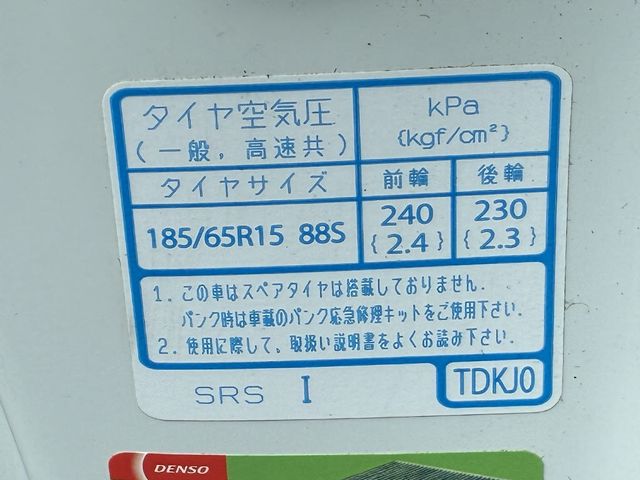 タイヤ空気圧
(一般, 高速共)
kPa
{kgf/cm²}
タイヤサイズ 前輪 後輪
185/65R15 88S 240 230
{2.4} {2.3}
1. この車はスペアタイヤは搭載しておりません.
パンク時は車載のパンク応急修理キットをご使用下さい.
2. 使用に際して、取扱い説明書をよくお読み下さい.
SRS I TDKJ0
DENSO